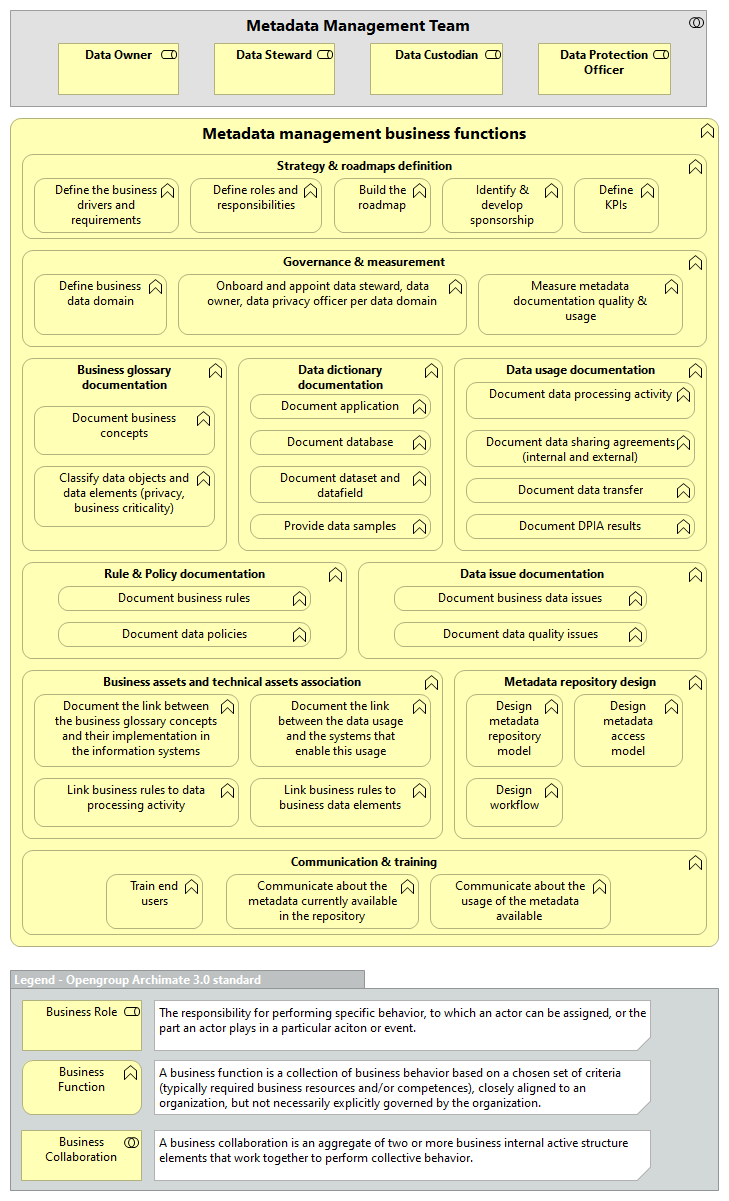 Metadata Management Team
Data Owner
Data Steward
Data Custodian
Data Protection
Officer
Metadata management business functions
Strategy & roadmaps definition
Define the business
drivers and
requirements
Define roles and
responsibilities
Build the
roadmap
Identify &
develop
sponsorship
Define
KPIs
Governance & measurement
Define business
data domain
Onboard and appoint data steward, data
owner, data privacy officer per data domain
Measure metadata
documentation quality &
usage
Business glossary
documentation
Document business
concepts
Classify data objects and
data elements (privacy,
business criticality)
Data dictionary
documentation
Document application
Document database
Document dataset and
datafield
Provide data samples
Data usage documentation
Document data processing activity
Document data sharing agreements
(internal and external)
Document data transfer
Document DPIA results
Rule & Policy documentation
Document business rules
Document data policies
Data issue documentation
Document business data issues
Document data quality issues
Business assets and technical assets association
Document the link between
the business glossary concepts
and their implementation in
the information systems
Document the link
between the data usage
and the systems that
enable this usage
Link business rules to data
processing activity
Link business rules to
business data elements
Metadata repository design
Design
metadata
repository
model
Design
metadata
access
model
Design
workflow
Communication & training
Train end
users
Communicate about the
metadata currently available
in the repository
Communicate about the
usage of the metadata
available
Legend - Opengroup Archimate 3.0 standard
Business Role
The responsibility for performing specific behavior, to which an actor can be assigned, or the
part an actor plays in a particular aciton or event.
Business
Function
A business function is a collection of business behavior based on a chosen set of criteria
(typically required business resources and/or competences), closely aligned to an
organization, but not necessarily explicitly governed by the organization.
Business
Collaboration
A business collaboration is an aggregate of two or more business internal active structure
elements that work together to perform collective behavior.